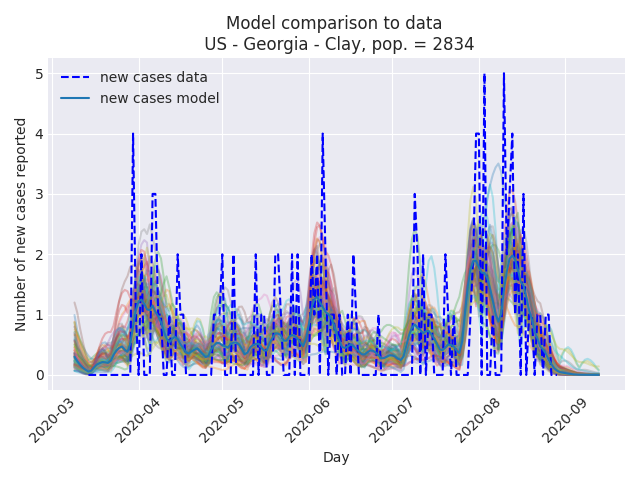 Model comparison to data
US - Georgia - Clay, pop. = 2834
new cases data
new cases model
Number of new cases reported
5
4
3
2
1
0
2020-03
2020-04
2020-05
2020-06
2020-07
2020-08
2020-09
Day